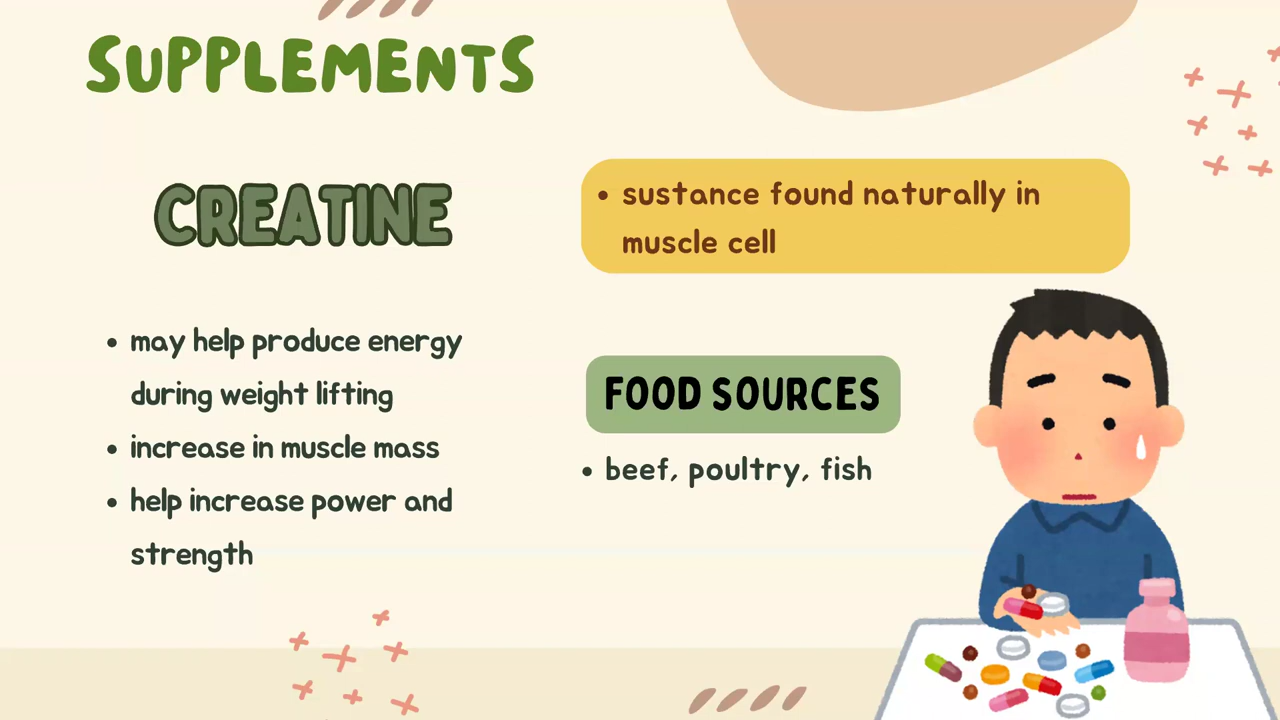 SUPPLEMENTS
CREATINE
• sustance found naturally in
muscle cell
• may help produce energy
during weight lifting
• increase in muscle mass
• help increase power and
strength
FOOD SOURCES
• beef, poultry, fish